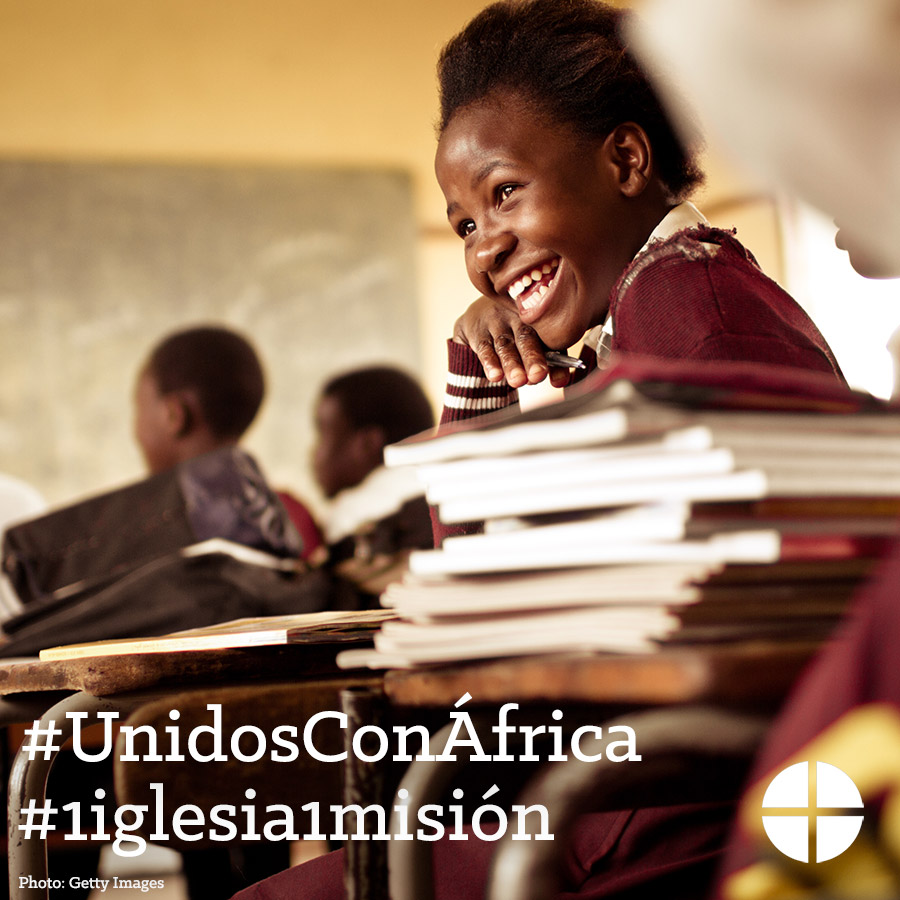 #UnidosConÁfrica
#1iglesia1misión
Photo: Getty Images